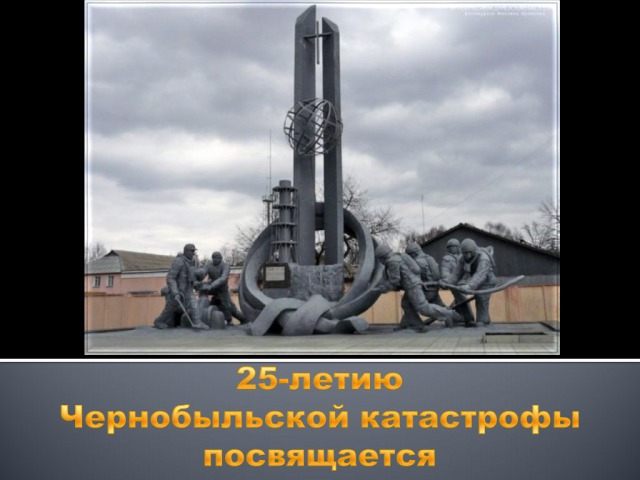 25-летию
Чернобыльской катастрофы
посвящается